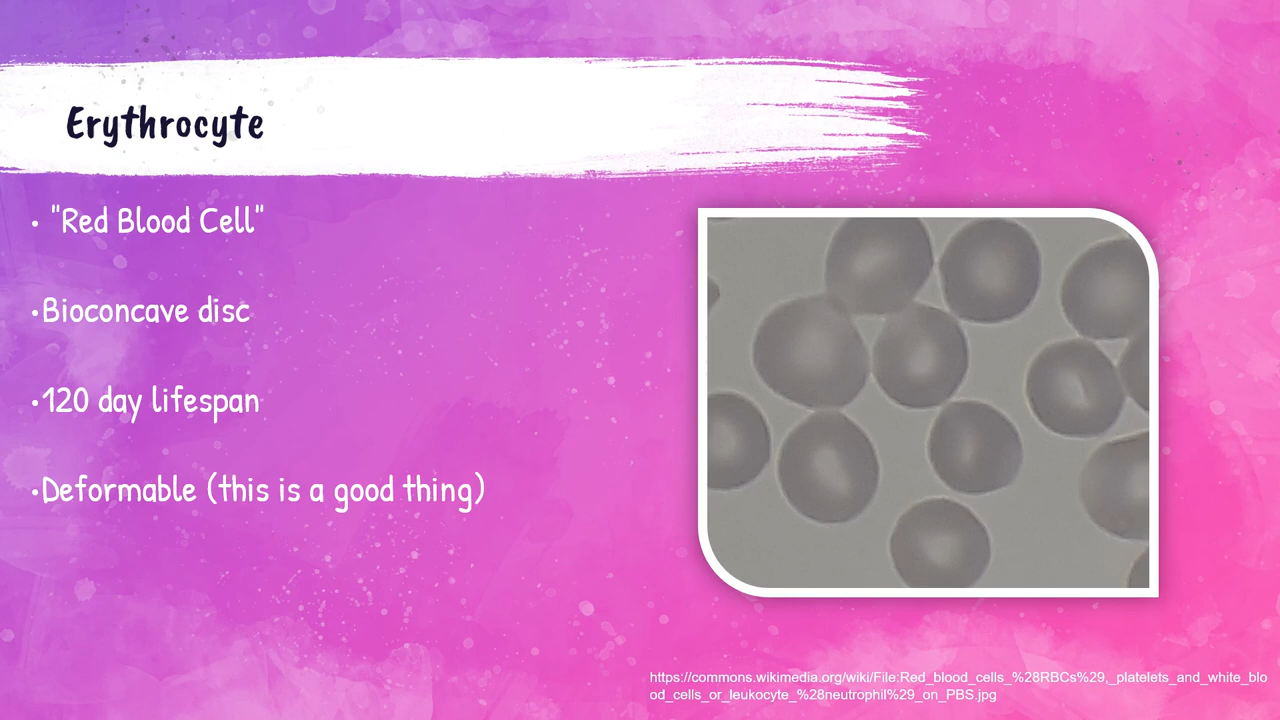 Erythrocyte
• "Red Blood Cell"
•Bioconcave disc
•120 day lifespan
•Deformable (this is a good thing)
https://commons.wikimedia.org/wiki/File:Red_blood_cells_%28RBCs%29,_platelets_and_white_blo
od_cells_or_leukocyte_%28neutrophil%29_on_PBS.jpg